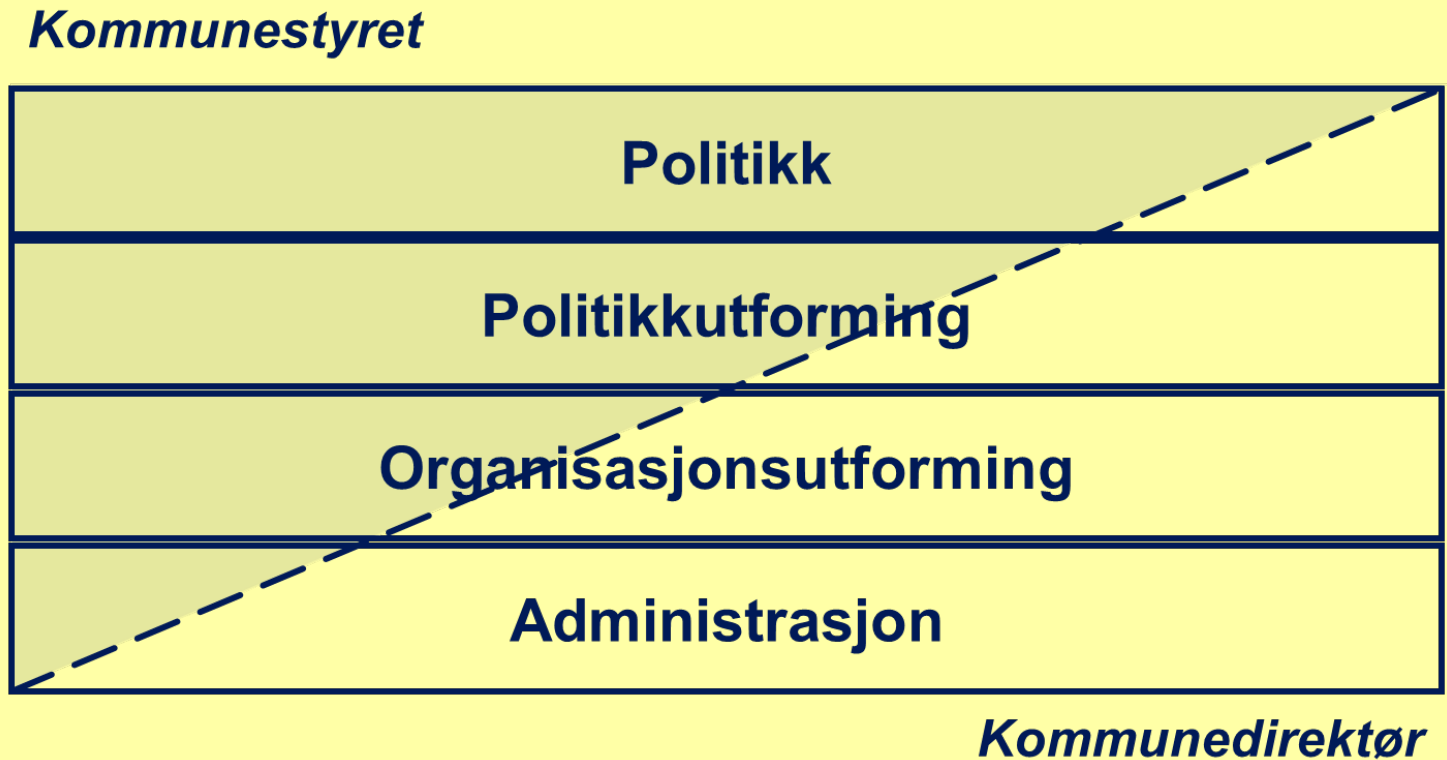 Kommunestyret
Politikk
Politikkutforming
Organisasjonsutforming
Administrasjon
Kommunedirektør